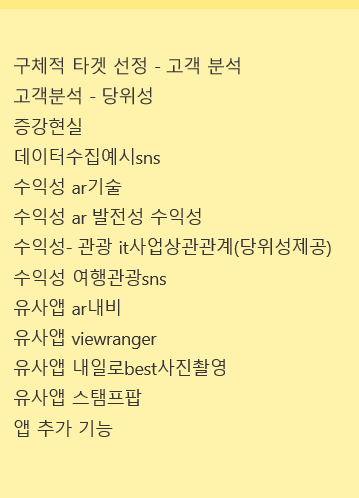 구체적 타겟 선정 - 고객 분석
고객분석 - 당위성
증강현실
데이터수집예시sns
수익성 ar기술
수익성 ar 발전성 수익성
수익성- 관광 it사업상관관계(당위성제공)
수익성 여행관광sns
유사앱 ar내비
유사앱 viewranger
유사앱 내일로best사진촬영
유사앱 스탬프팝
앱 추가 기능